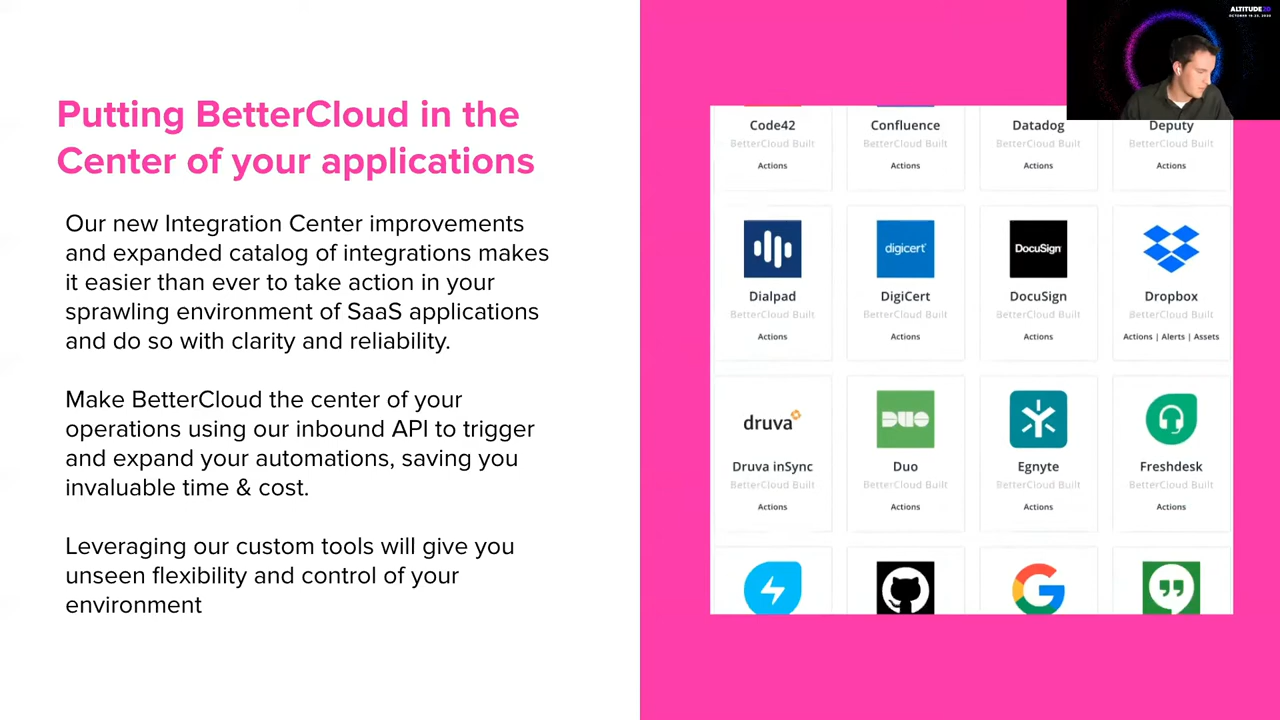 ALTITUDE20
OCTOBER 19-23, 2020
Putting BetterCloud in the
Center of your applications
Our new Integration Center improvements
and expanded catalog of integrations makes
it easier than ever to take action in your
sprawling environment of SaaS applications
and do so with clarity and reliability.
Make BetterCloud the center of your
operations using our inbound API to trigger
and expand your automations, saving you
invaluable time & cost.
Leveraging our custom tools will give you
unseen flexibility and control of your
environment
Code42 Confluence Datadog Deputy
BetterCloud Built BetterCloud Built BetterCloud Built BetterCloud Built
Actions Actions Actions Actions
digicert DocuSign
Dialpad DigiCert DocuSign Dropbox
BetterCloud Built BetterCloud Built BetterCloud Built BetterCloud Built
Actions Actions Actions Actions | Alerts | Assets
druva DUO
Druva inSync Duo Egnyte Freshdesk
BetterCloud Built BetterCloud Built BetterCloud Built BetterCloud Built
Actions Actions Actions Actions